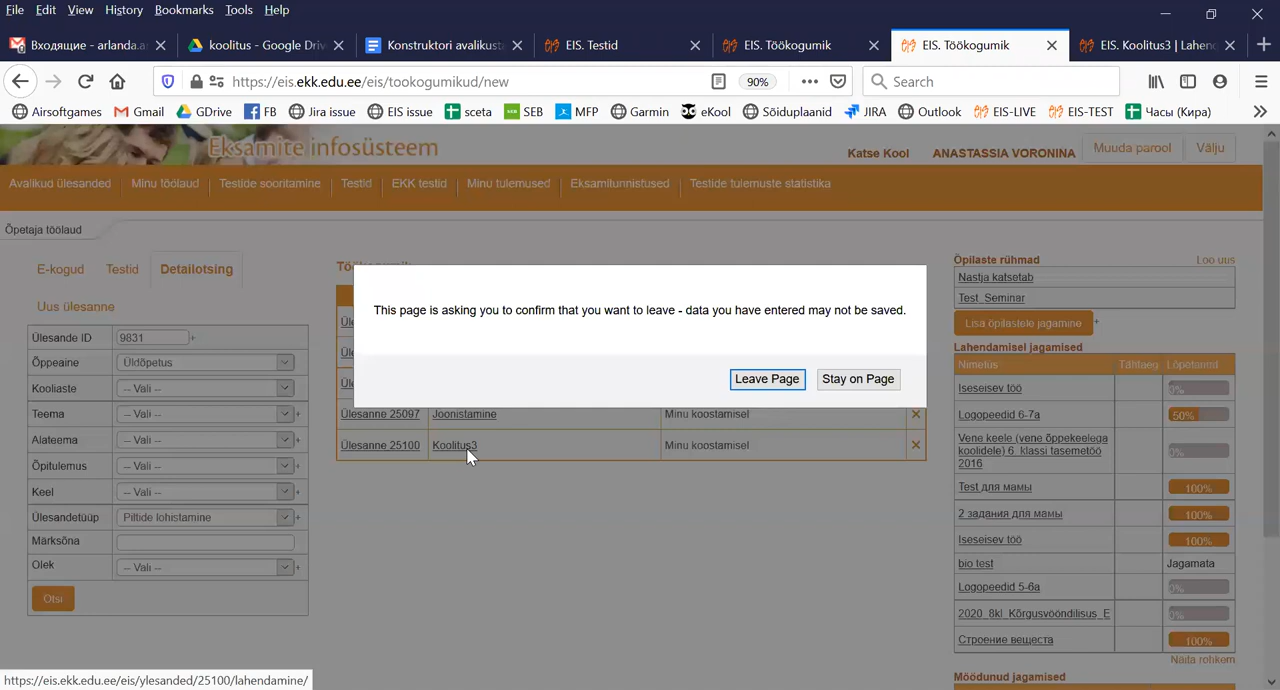 File Edit View History Bookmarks Tools Help
Входящие - arlanda.a
koolitus - Google Driv
Konstruktori avalikusta
EIS. Testid
EIS. Töökogumik
EIS. Töökogumik
EIS. Koolitus3 | Lahend
https://eis.ekk.edu.ee/eis/tookogumikud/new
90%
Search
Airsoftgames Gmail GDrive FB Jira issue EIS issue sceta SEB MFP Garmin eKool Sõiduplaanid JIRA Outlook EIS-LIVE EIS-TEST Часы (Кира)
Eksamite infosüsteem
Katse Kool ANASTASSIA VORONINA Muuda parool Välju
Avalikud ülesanded Minu töölaud Testide sooritamine Testid EKK testid Minu tulemused Eksamitunnistused Testide tulemuste statistika
Õpetaja töölaud
E-kogud Testid Detailotsing
Uus ülesanne
Ülesande ID 9831 +
Õppeaine Üldõpetus
Kooliaste -- Vali --
Teema -- Vali -- +
Alateema -- Vali -- +
Õpitulemus -- Vali -- +
Keel -- Vali -- +
Ülesandetüüp Piltide lohistamine +
Märksõna
Olek -- Vali -- +
Otsi
This page is asking you to confirm that you want to leave - data you have entered may not be saved.
Leave Page Stay on Page
Ülesanne 25097 Joonistamine Minu koostamisel
Ülesanne 25100 Koolitus3 Minu koostamisel
Õpilaste rühmad Loo uus
Nastja katsetab
Test_Seminar
Lisa õpilastele jagamine +
Lahendamisel jagamised
Nimetus Tähtaeg Lõpetanud
Iseseisev töö 0%
Logopeedid 6-7a 50%
Vene keele (vene õppekeelega
koolidele) 6. klassi tasemetöö
2016 0%
Test для мамы 100%
2 задания для мамы 100%
Iseseisev töö 100%
bio test Jagamata
Logopeedid 5-6a 0%
2020_8kl_Kõrgusvööndilisus_E 0%
Строение вещества 100%
Näita rohkem
Möödunud jagamised
https://eis.ekk.edu.ee/eis/ylesanded/25100/lahendamine/